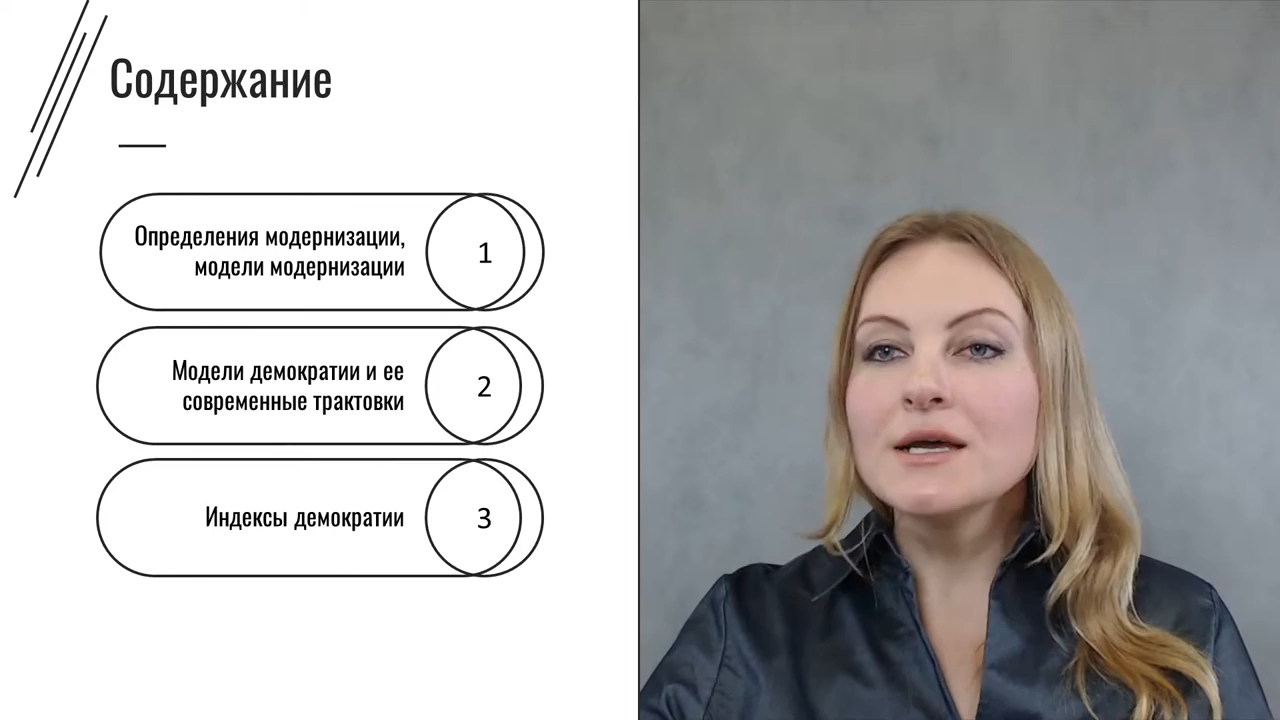 Содержание
Определения модернизации,
модели модернизации
1
Модели демократии и ее
современные трактовки
2
Индексы демократии
3